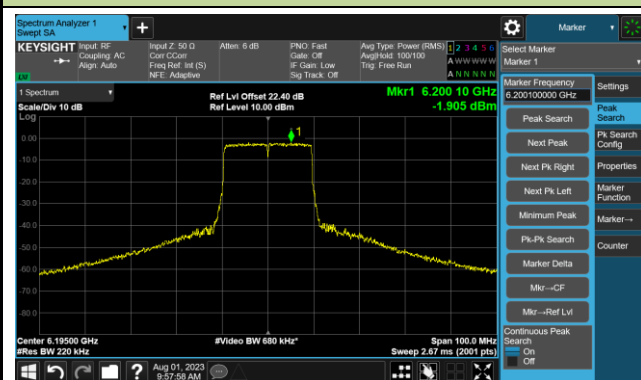 Spectrum Analyzer 1
Swept SA
Marker
KEYSIGHT
Input: RF
Coupling: AC
Align: Auto
Input Z: 50 Ω
Corr CCorr
Freq Ref: Int (S)
NFE: Adaptive
Atten: 6 dB
PNO: Fast
Gate: Off
IF Gain: Low
Sig Track: Off
Avg Type: Power (RMS)
Avg|Hold: 100/100
Trig: Free Run
1 2 3 4 5 6
A W W W W W
A N N N N N
LW
Select Marker
Marker 1
1 Spectrum
Scale/Div 10 dB
Log
Ref Lvl Offset 22.40 dB
Ref Level 10.00 dBm
Mkr1 6.200 10 GHz
-1.905 dBm
1
0.00
-10.0
-20.0
-30.0
-40.0
-50.0
-60.0
-70.0
-80.0
Center 6.19500 GHz
#Res BW 220 kHz
#Video BW 680 kHz*
Span 100.0 MHz
Sweep 2.67 ms (2001 pts)
Aug 01, 2023
9:57:58 AM
Marker Frequency
6.200100000 GHz
Peak Search
Next Peak
Next Pk Right
Next Pk Left
Minimum Peak
Pk-Pk Search
Marker Delta
Mkr→CF
Mkr→Ref Lvl
Continuous Peak
Search
On
Off
Settings
Peak
Search
Pk Search
Config
Properties
Marker
Function
Marker→
Counter